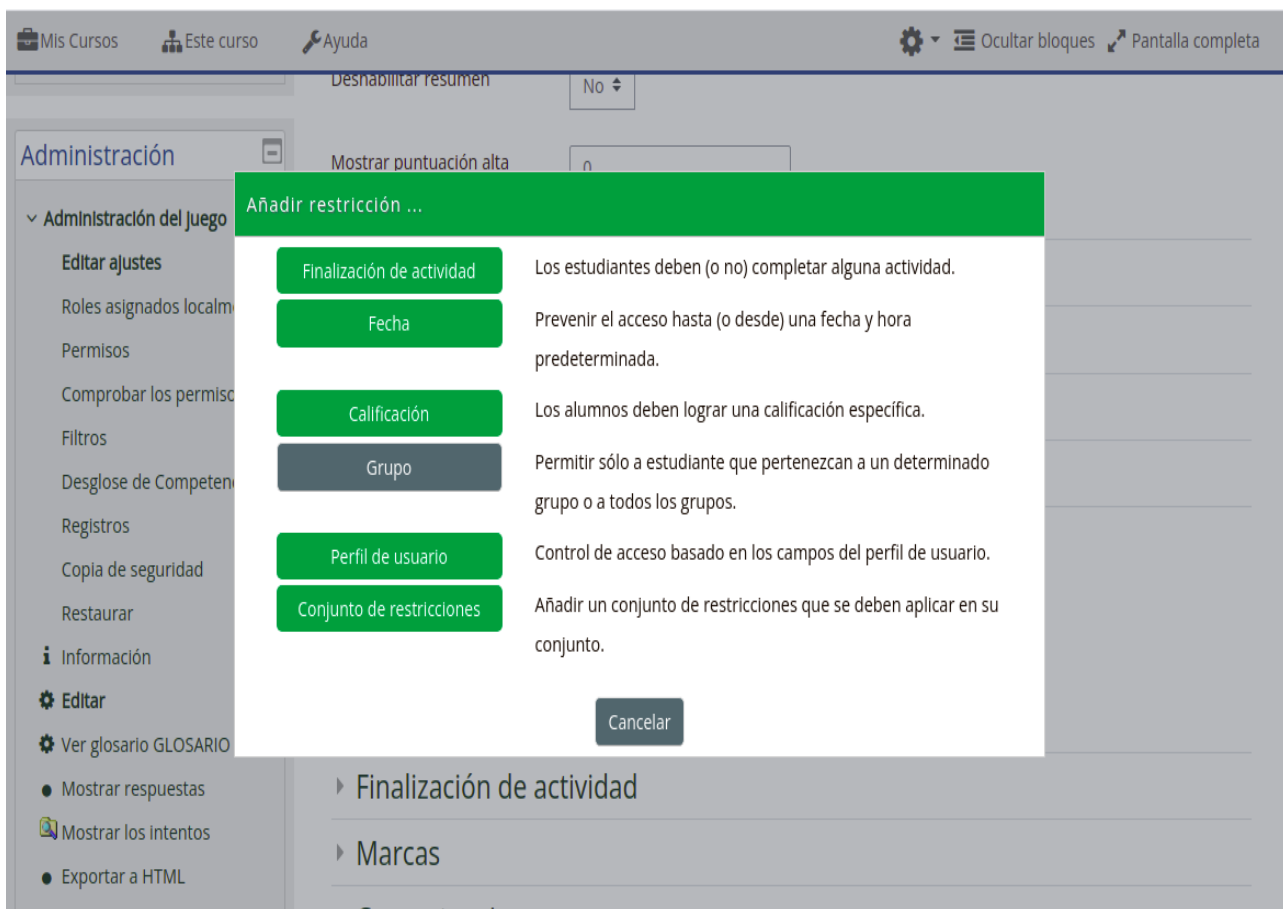 Mis Cursos
Este curso
Ayuda
Ocultar bloques
Pantalla completa
Deshabilitar resumen
No
Mostrar puntuación alta
0
Administración
Administración del juego
Editar ajustes
Roles asignados localm
Permisos
Comprobar los permiso
Filtros
Desglose de Competen
Registros
Copia de seguridad
Restaurar
Información
Editar
Ver glosario GLOSARIO
Mostrar respuestas
Mostrar los intentos
Exportar a HTML
Añadir restricción ...
Finalización de actividad
Los estudiantes deben (o no) completar alguna actividad.
Fecha
Prevenir el acceso hasta (o desde) una fecha y hora
predeterminada.
Calificación
Los alumnos deben lograr una calificación específica.
Grupo
Permitir sólo a estudiante que pertenezcan a un determinado
grupo o a todos los grupos.
Perfil de usuario
Control de acceso basado en los campos del perfil de usuario.
Conjunto de restricciones
Añadir un conjunto de restricciones que se deben aplicar en su
conjunto.
Cancelar
Finalización de actividad
Marcas